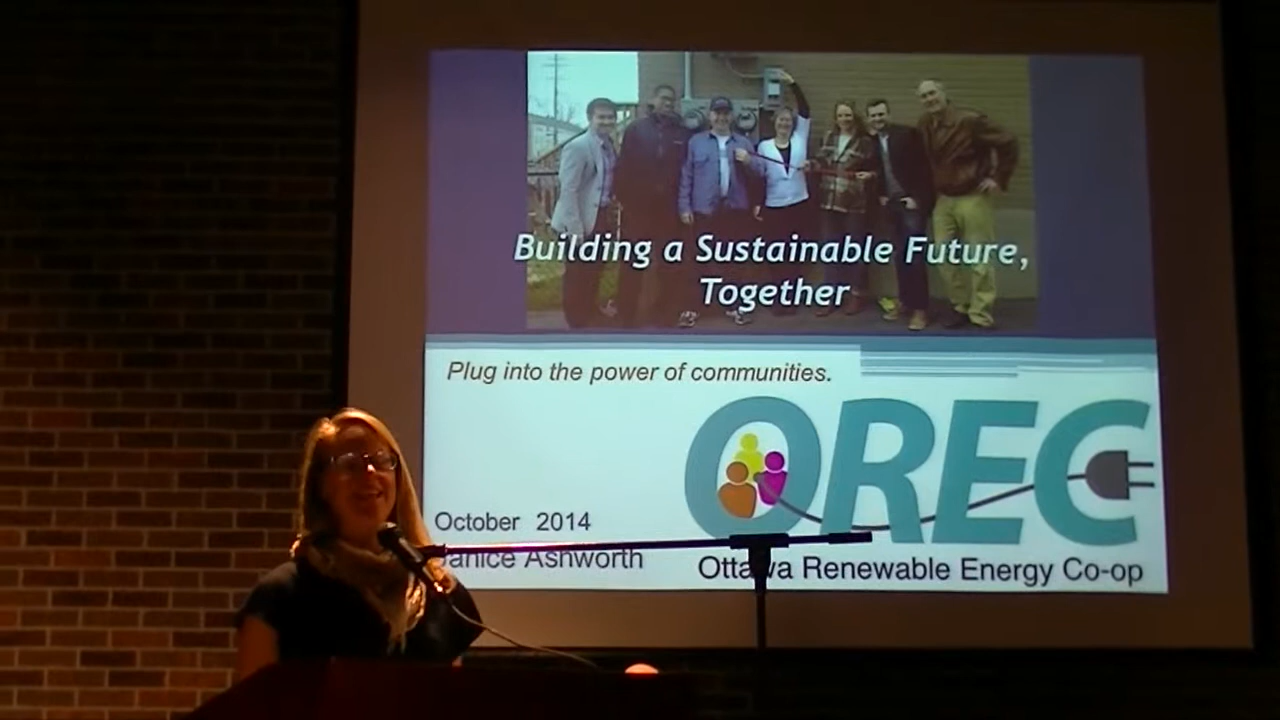 Building a Sustainable Future,
Together
Plug into the power of communities.
OREC
October 2014
Janice Ashworth
Ottawa Renewable Energy Co-op